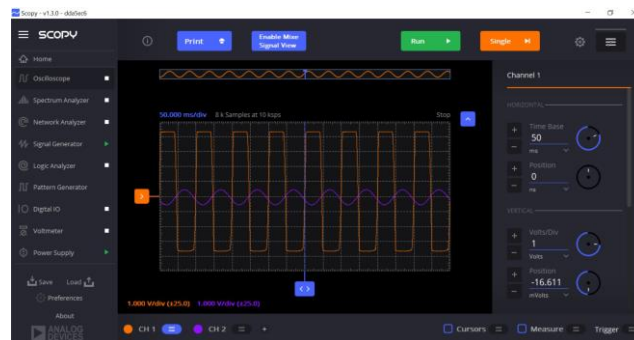 Scopy - v1.3.0 - dda5ec6
SCOPY
Print
Enable Mixed
Signal View
Run
Single
Home
Oscilloscope
Spectrum Analyzer
Network Analyzer
Signal Generator
Logic Analyzer
Pattern Generator
Digital IO
Voltmeter
Power Supply
Save
Load
Preferences
About
ANALOG
DEVICES
50.000 ms/div
8 k Samples at 10 ksps
Stop
1.000 V/div (±25.0)
1.000 V/div (±25.0)
CH 1
CH 2
+
Cursors
Measure
Trigger
Channel 1
HORIZONTAL
Time Base
50
ms
Position
0
VERTICAL
Volts/Div
1
Volts
Position
-16.611
mVolts